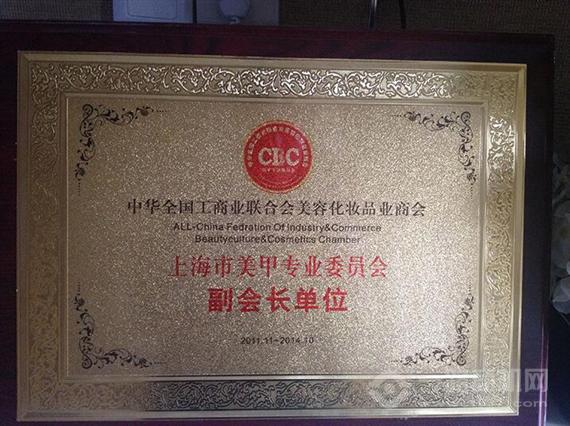 CBC
中华全国工商业联合会美容化妆品业商会
ALL-China Fedration Of Industry&Commerce
Beautyculture&Cosmetics Chamber
上海市美甲专业委员会
副会长单位
2011.11-2014.10